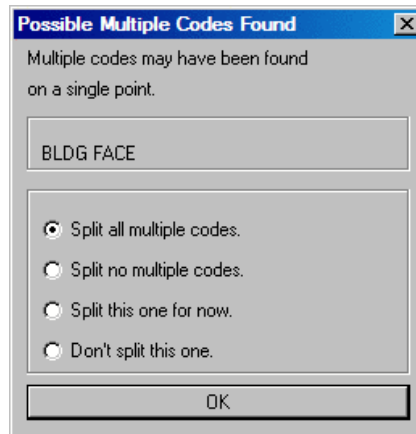 Possible Multiple Codes Found
Multiple codes may have been found
on a single point.
BLDG FACE
Split all multiple codes.
Split no multiple codes.
Split this one for now.
Don't split this one.
OK